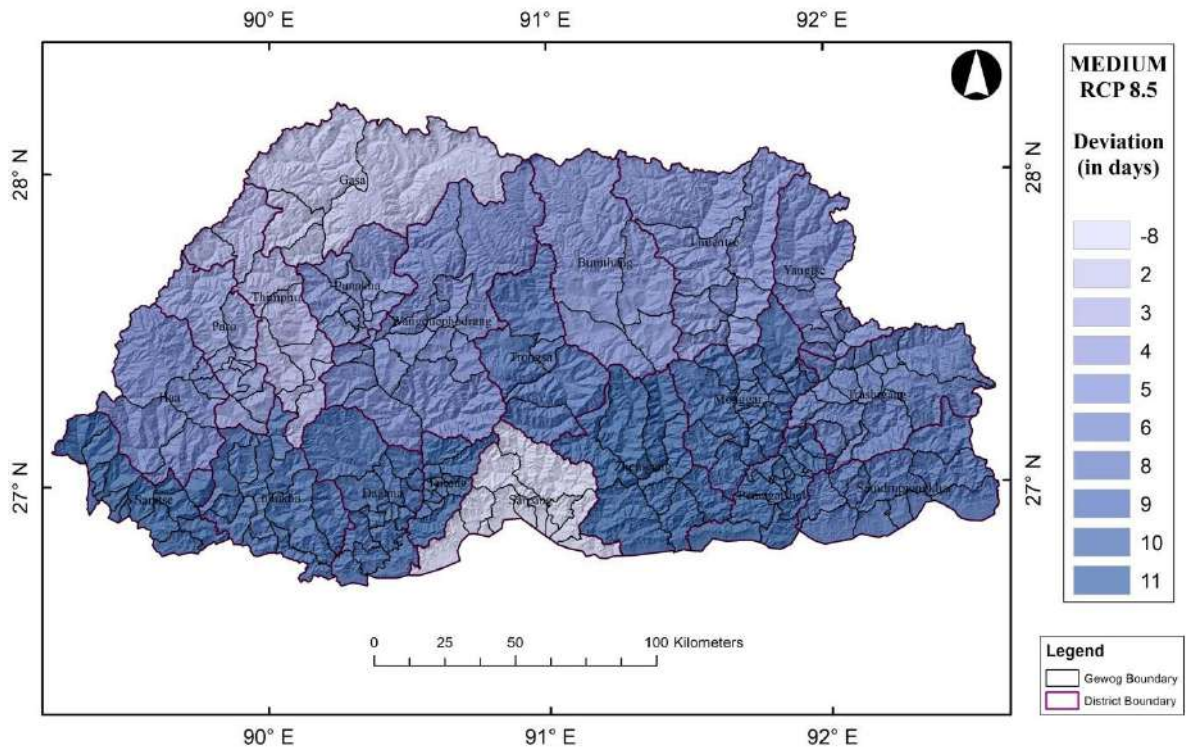 90° E 91° E 92° E
MEDIUM
RCP 8.5
Deviation
(in days)
-8
2
3
4
5
6
8
9
10
11
28° N
28° N
27° N
27° N
Gasa
Punakha
Thimphu
Paro
Haa
Wangduephodrang
Trongsa
Bumthang
Lhuentse
Yangtse
Monggar
Trashigang
Samtse
Chukha
Dagana
Tsirang
Sarpang
Zhemgang
Pemagatshel
Samdrupjongkhar
0 25 50 100 Kilometers
Legend
Gewog Boundary
District Boundary
90° E 91° E 92° E